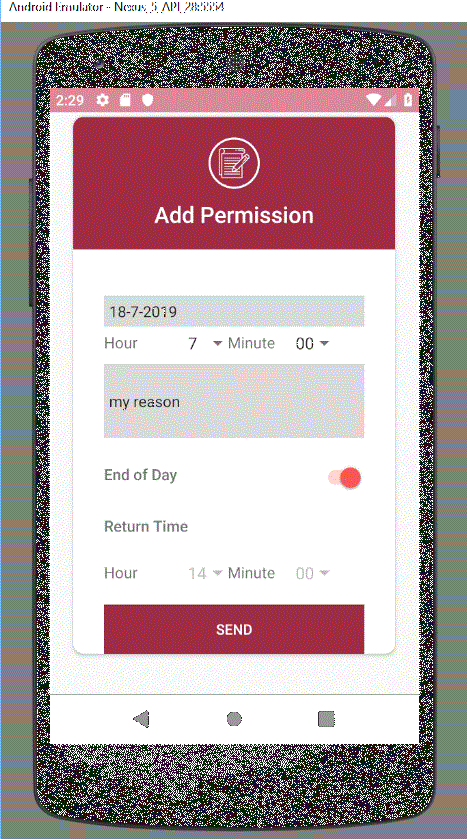 Android Emulator - Nexus_5_API_28:5554
2:29
Add Permission
18-7-2019
Hour 7 Minute 00
my reason
End of Day
Return Time
Hour 14 Minute 00
SEND